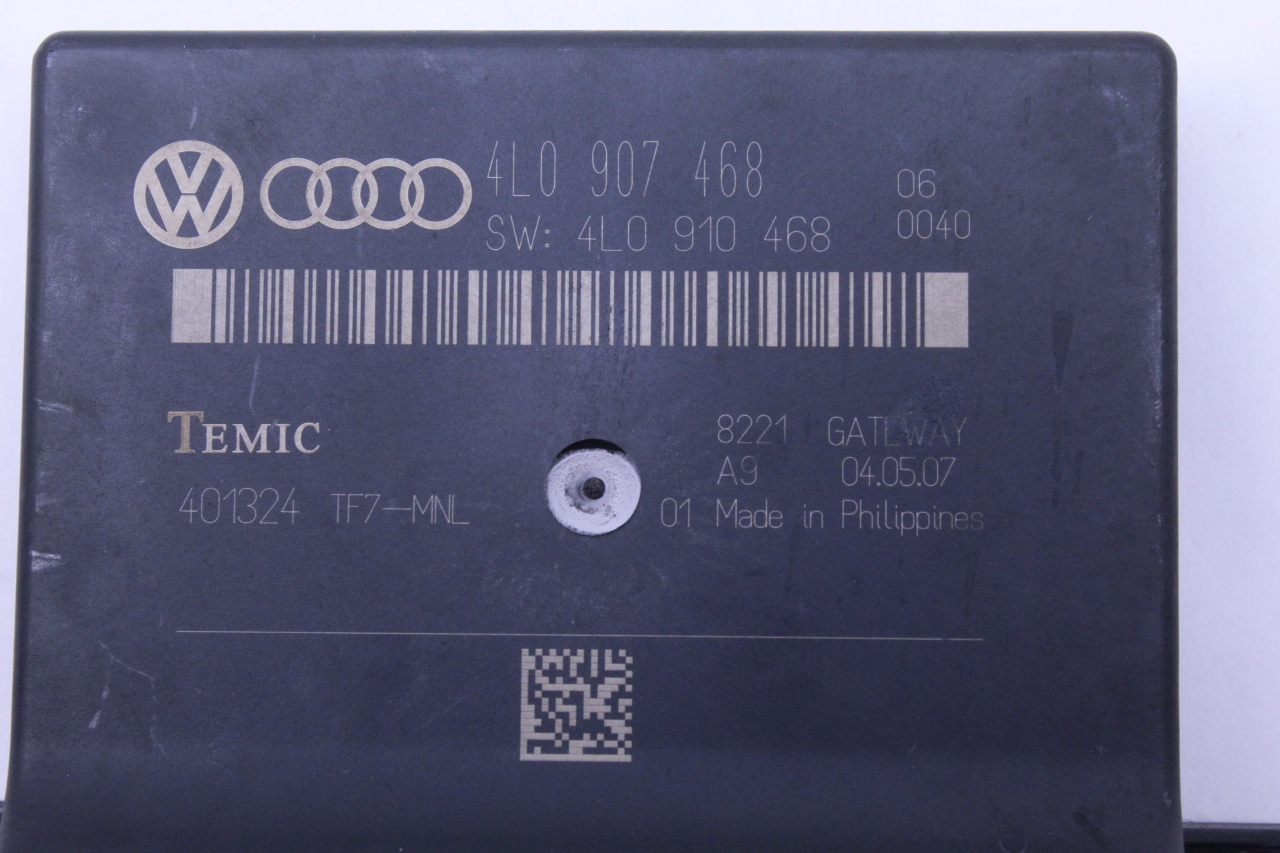 4L0 907 468 06
SW: 4L0 910 468 0040
TEMIC
8221 GATEWAY
A9 04.05.07
401324 TF7-MNL 01 Made in Philippines